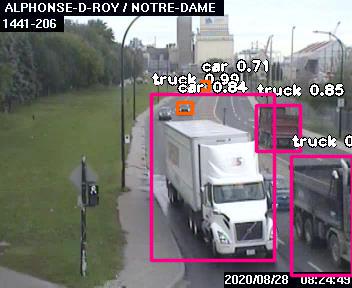 ALPHONSE-D-ROY / NOTRE-DAME
1441-206
car 0.71
truck 0.99
car 0.84
truck 0.85
truck 0
2020/08/28 08:24:49